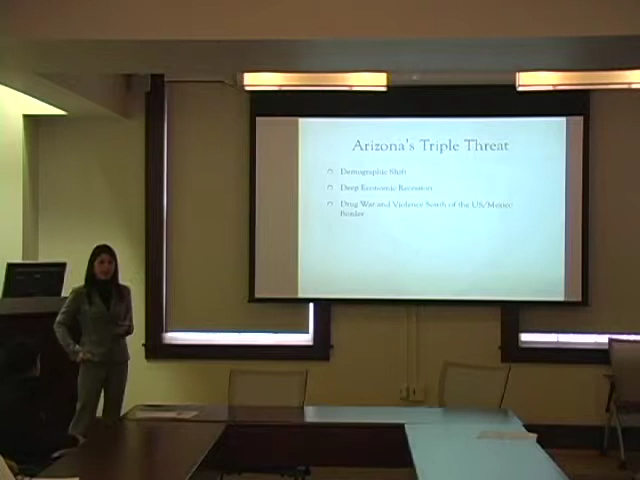 Arizona's Triple Threat
Demographic Shift
Deep Economic Recession
Drug War and Violence South of the US/Mexico
Border